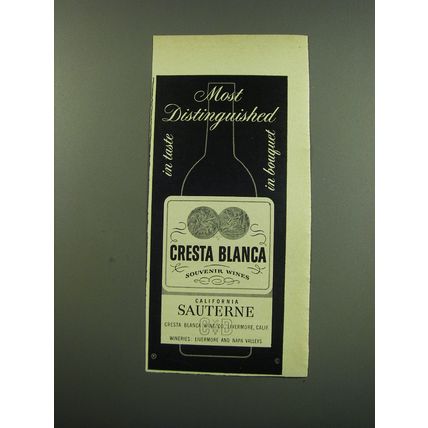 Most
Distinguished
in taste
in bouquet
CRESTA BLANCA
SOUVENIR WINES
CALIFORNIA
SAUTERNE
CRESTA BLANCA WINE CO. LIVERMORE, CALIF.
CB
WINERIES: LIVERMORE AND NAPA VALLEYS